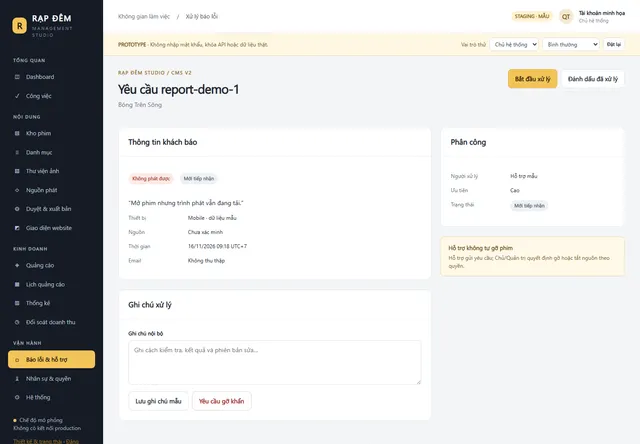 R
RẠP ĐÊM
MANAGEMENT
STUDIO
TỔNG QUAN
Dashboard
Công việc
NỘI DUNG
Kho phim
Danh mục
Thư viện ảnh
Nguồn phát
Duyệt & xuất bản
Giao diện website
KINH DOANH
Quảng cáo
Lịch quảng cáo
Thống kê
Đối soát doanh thu
VẬN HÀNH
Báo lỗi & hỗ trợ
Nhân sự & quyền
Hệ thống
Chế độ mô phỏng
Không có kết nối production
Không gian làm việc / Xử lý báo lỗi
STAGING · MẪU
QT
Tài khoản minh họa
Chủ hệ thống
PROTOTYPE · Không nhập mật khẩu, khóa API hoặc dữ liệu thật.
Vai trò thử
Chủ hệ thống
Bình thường
Đặt lại
RẠP ĐÊM STUDIO / CMS V2
Yêu cầu report-demo-1
Bóng Trên Sông
Bắt đầu xử lý
Đánh dấu đã xử lý
Thông tin khách báo
Không phát được
Mới tiếp nhận
"Mở phim nhưng trình phát vẫn đang tải."
Thiết bị Mobile · dữ liệu mẫu
Nguồn Chưa xác minh
Thời gian 16/11/2026 09:18 UTC+7
Email Không thu thập
Phân công
Người xử lý Hỗ trợ mẫu
Ưu tiên Cao
Trạng thái Mới tiếp nhận
Hỗ trợ không tự gỡ phim
Hỗ trợ gửi yêu cầu; Chủ/Quản trị quyết định gỡ hoặc tắt nguồn theo
quyền.
Ghi chú xử lý
Ghi chú nội bộ
Ghi cách kiểm tra, kết quả và phiên bản sửa...
Lưu ghi chú mẫu
Yêu cầu gỡ khẩn